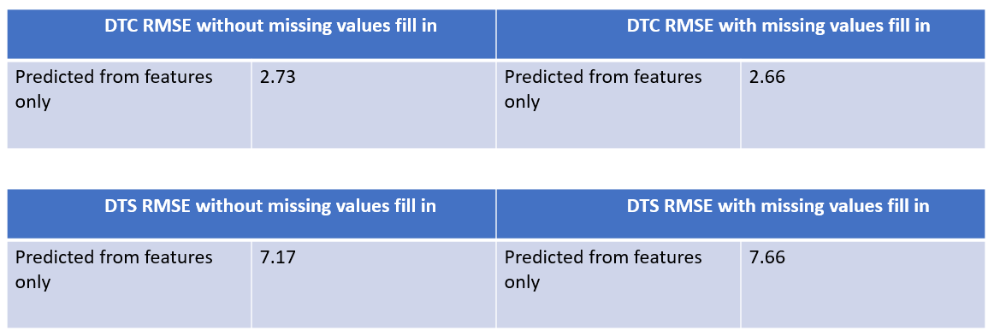 DTC RMSE without missing values fill in
DTC RMSE with missing values fill in
Predicted from features
only
2.73
Predicted from features
only
2.66
DTS RMSE without missing values fill in
DTS RMSE with missing values fill in
Predicted from features
only
7.17
Predicted from features
only
7.66